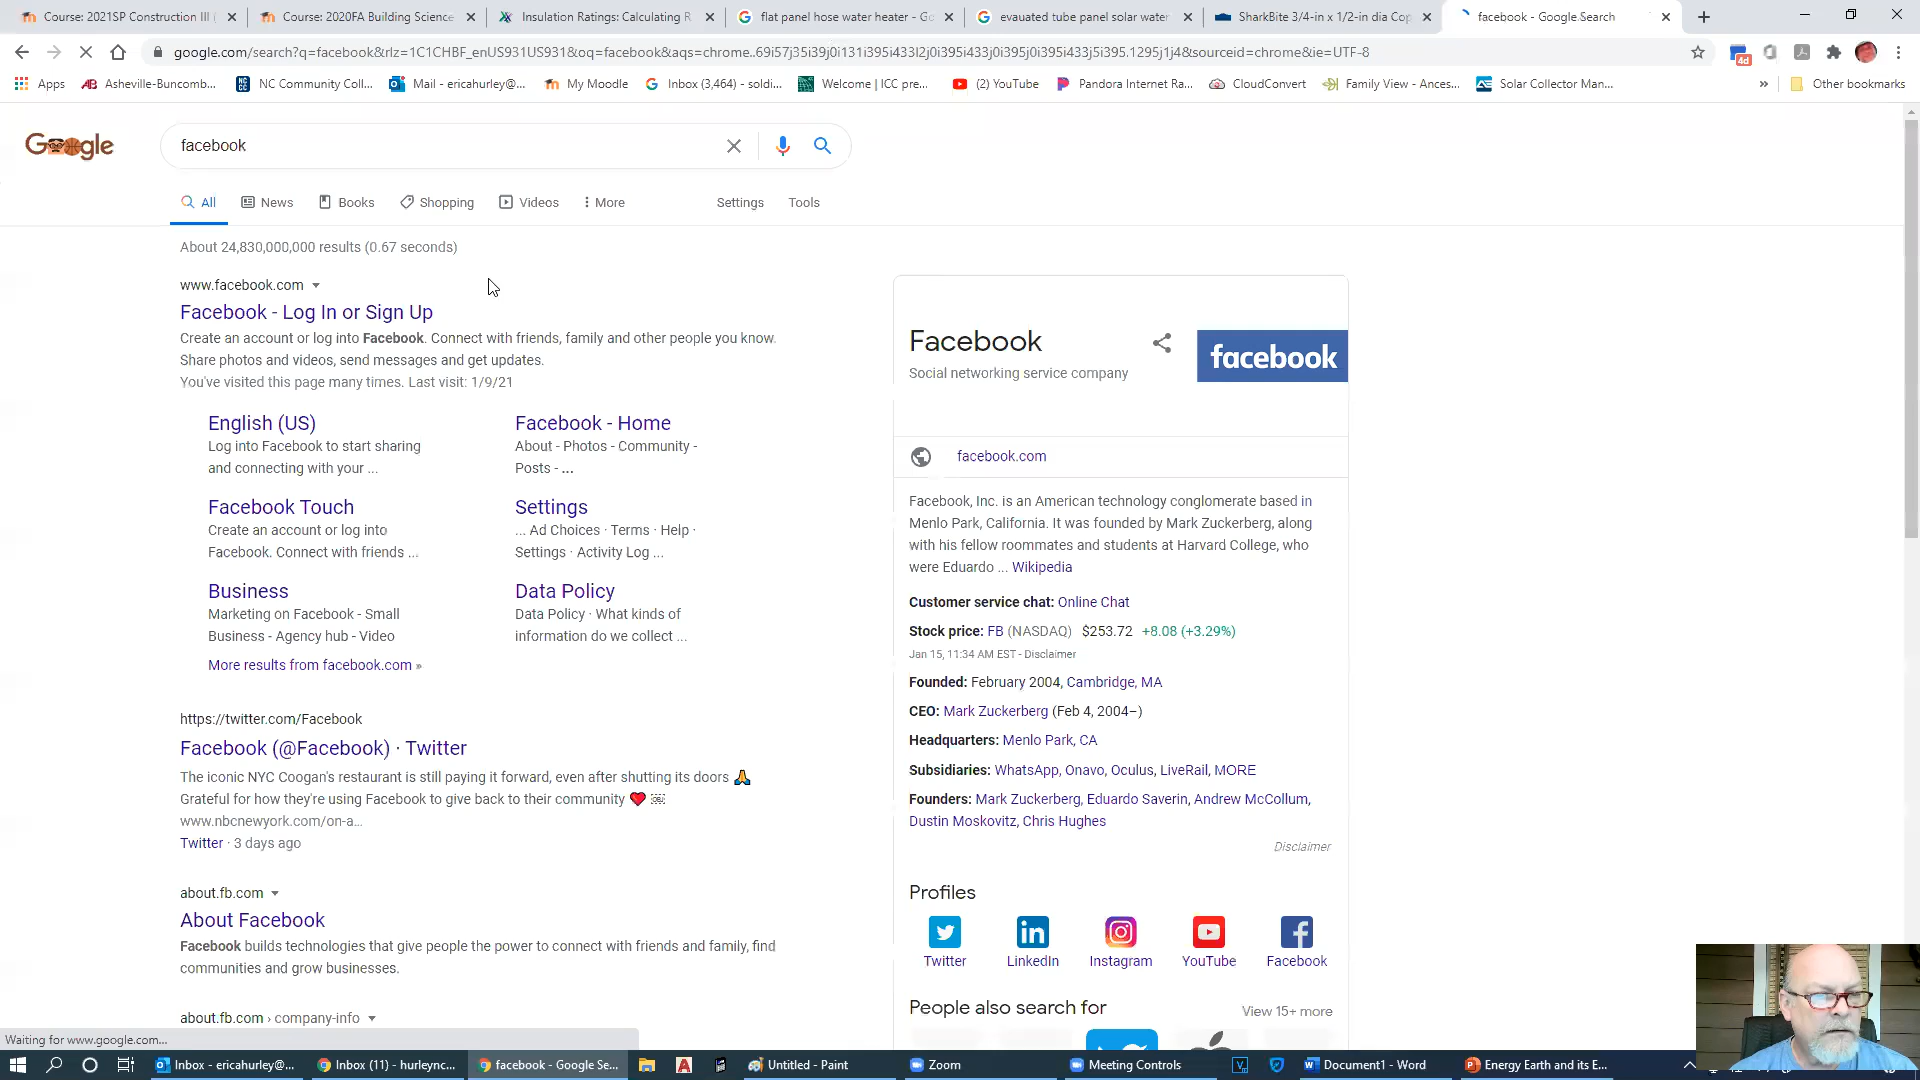 Course: 2021SP Construction III (
Course: 2020FA Building Science
Insulation Ratings: Calculating R
flat panel hose water heater - Go
evauated tube panel solar water
SharkBite 3/4-in x 1/2-in dia Cop
facebook - Google Search
google.com/search?q=facebook&rlz=1C1CHBF_enUS931US931&oq=facebook&aqs=chrome..69i57j35i39j0i131i395i433l2j0i395i433j0i395j0i395i433j5i395.1295j1j4&sourceid=chrome&ie=UTF-8
4d
Apps
AB Asheville-Buncomb...
NC Community Coll...
Mail - ericahurley@...
My Moodle
Inbox (3,464) - soldi...
Welcome | ICC pre...
(2) YouTube
Pandora Internet Ra...
CloudConvert
Family View - Ances...
Solar Collector Man...
»
Other bookmarks
Google
facebook
All
News
Books
Shopping
Videos
More
Settings
Tools
About 24,830,000,000 results (0.67 seconds)
www.facebook.com
Facebook - Log In or Sign Up
Create an account or log into Facebook. Connect with friends, family and other people you know.
Share photos and videos, send messages and get updates.
You've visited this page many times. Last visit: 1/9/21
English (US)
Log into Facebook to start sharing
and connecting with your ...
Facebook - Home
About - Photos - Community -
Posts - ...
Facebook Touch
Create an account or log into
Facebook. Connect with friends ...
Settings
... Ad Choices · Terms · Help ·
Settings · Activity Log ...
Business
Marketing on Facebook - Small
Business - Agency hub - Video
Data Policy
Data Policy · What kinds of
information do we collect ...
More results from facebook.com »
https://twitter.com/Facebook
Facebook (@Facebook) · Twitter
The iconic NYC Coogan's restaurant is still paying it forward, even after shutting its doors 🙏
Grateful for how they're using Facebook to give back to their community ❤️
www.nbcnewyork.com/on-a...
Twitter · 3 days ago
about.fb.com
About Facebook
Facebook builds technologies that give people the power to connect with friends and family, find
communities and grow businesses.
about.fb.com › company-info
Facebook
Social networking service company
facebook
facebook.com
Facebook, Inc. is an American technology conglomerate based in
Menlo Park, California. It was founded by Mark Zuckerberg, along
with his fellow roommates and students at Harvard College, who
were Eduardo ... Wikipedia
Customer service chat: Online Chat
Stock price: FB (NASDAQ) $253.72 +8.08 (+3.29%)
Jan 15, 11:34 AM EST - Disclaimer
Founded: February 2004, Cambridge, MA
CEO: Mark Zuckerberg (Feb 4, 2004–)
Headquarters: Menlo Park, CA
Subsidiaries: WhatsApp, Onavo, Oculus, LiveRail, MORE
Founders: Mark Zuckerberg, Eduardo Saverin, Andrew McCollum,
Dustin Moskovitz, Chris Hughes
Disclaimer
Profiles
Twitter
LinkedIn
Instagram
YouTube
Facebook
People also search for
View 15+ more
Waiting for www.google.com...
Inbox - ericahurley@...
Inbox (11) - hurleync...
facebook - Google Se...
Untitled - Paint
Zoom
Meeting Controls
Document1 - Word
Energy Earth and its E...